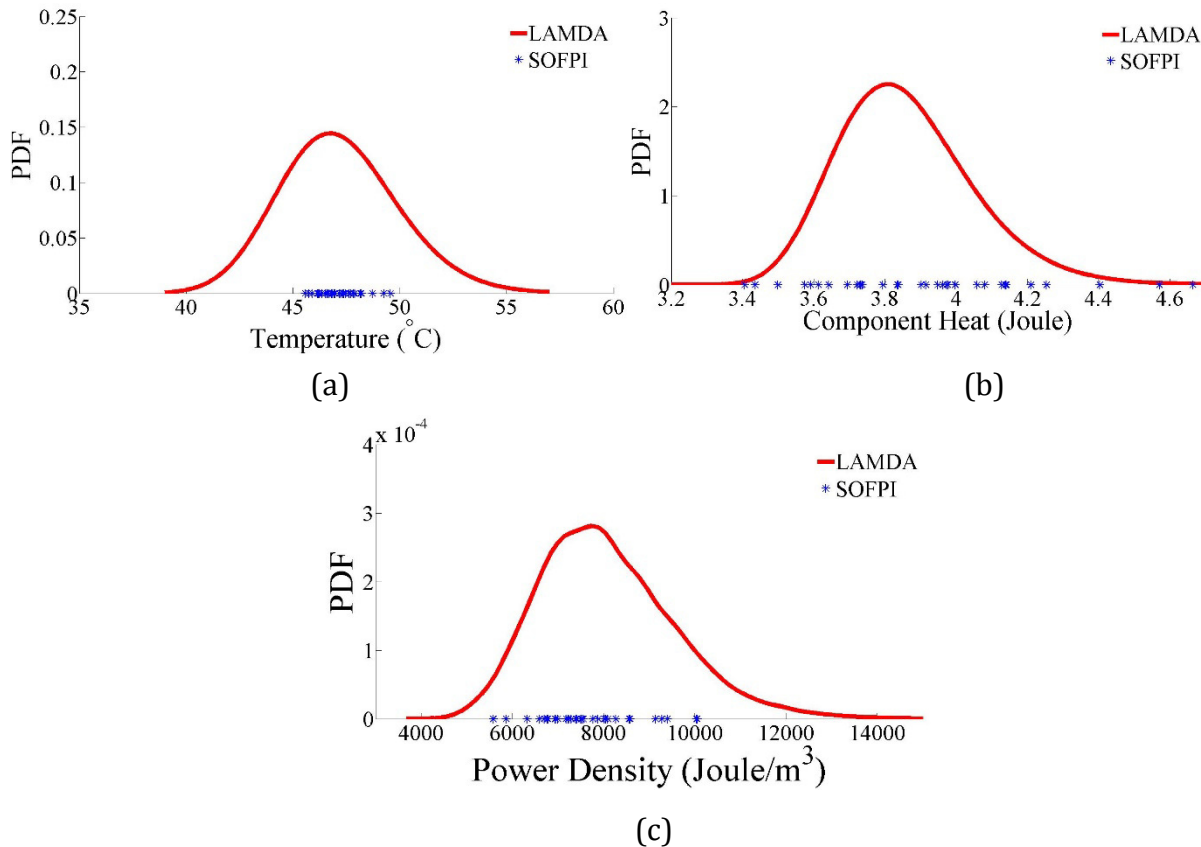 0.25
0.2
0.15
0.1
0.05
0
35
40
45
50
55
60
PDF
Temperature (°C)
LAMDA
SOFPI
(a)
3
2
1
0
3.2
3.4
3.6
3.8
4
4.2
4.4
4.6
PDF
Component Heat (Joule)
LAMDA
SOFPI
(b)
x 10-4
4
3
2
1
0
4000
6000
8000
10000
12000
14000
PDF
Power Density (Joule/m3)
LAMDA
SOFPI
(c)